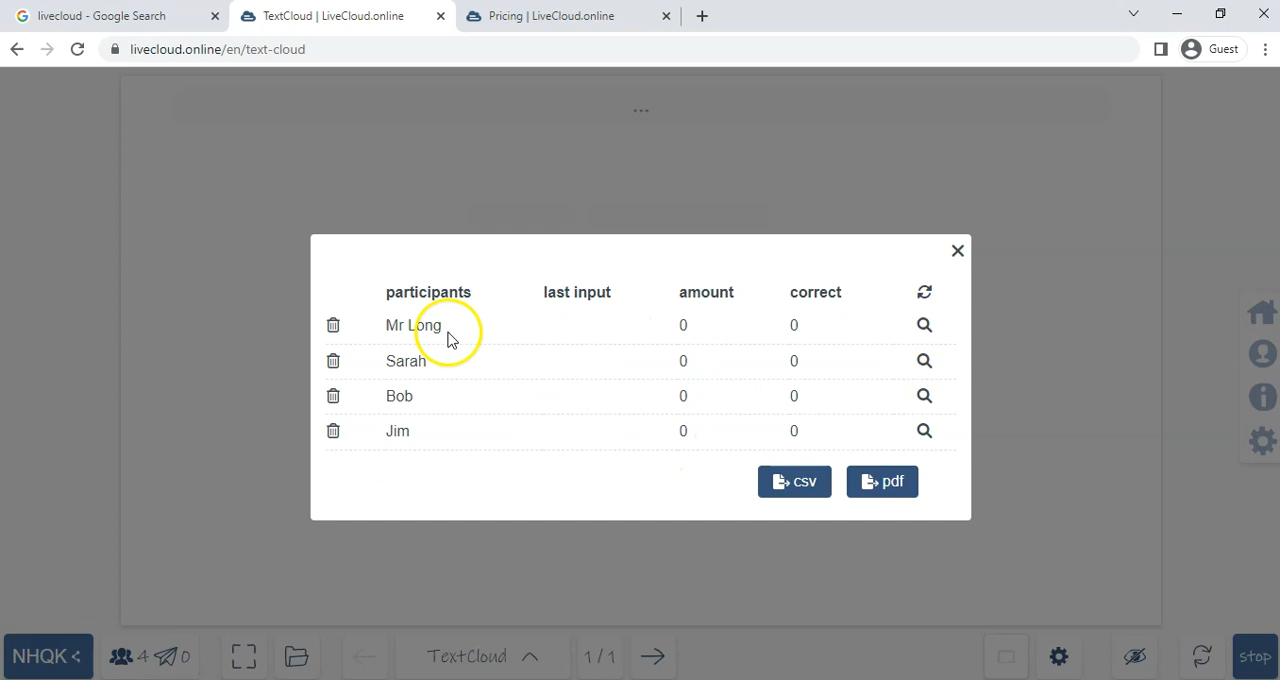 livecloud - Google Search
TextCloud | LiveCloud.online
Pricing | LiveCloud.online
livecloud.online/en/text-cloud
Guest
...
participants last input amount correct
Mr Long 0 0
Sarah 0 0
Bob 0 0
Jim 0 0
csv pdf
NHQK 4 0 TextCloud 1 / 1 stop